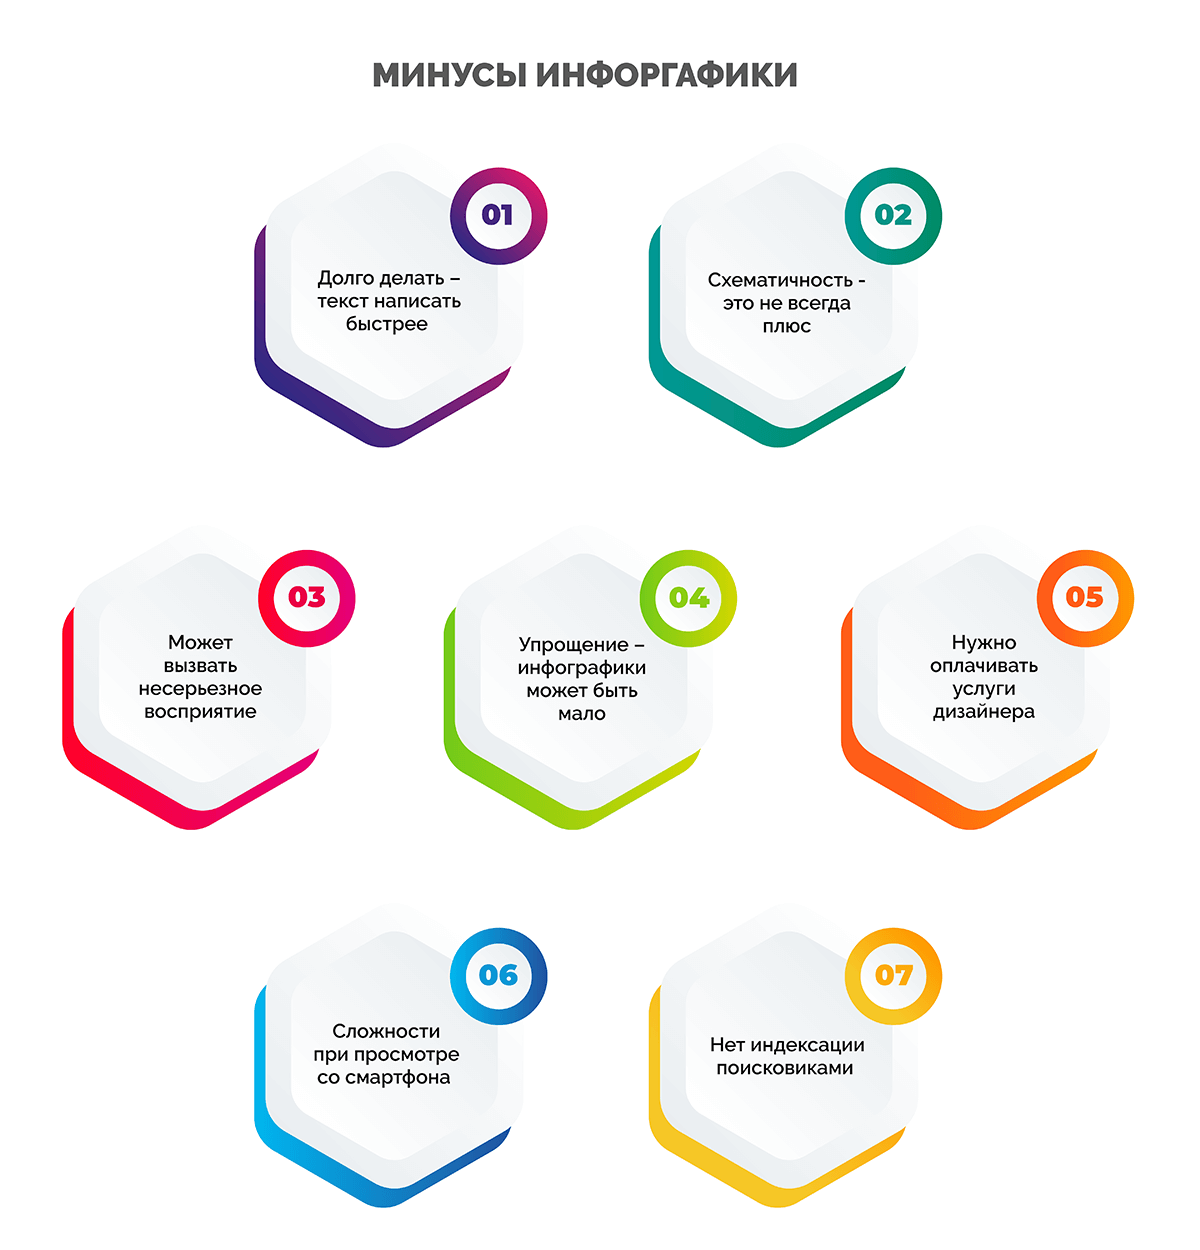 МИНУСЫ ИНФОРГАФИКИ
01
Долго делать –
текст написать
быстрее
02
Схематичность -
это не всегда
плюс
03
Может
вызвать
несерьезное
восприятие
04
Упрощение –
инфографики
может быть
мало
05
Нужно
оплачивать
услуги
дизайнера
06
Сложности
при просмотре
со смартфона
07
Нет индексации
поисковиками